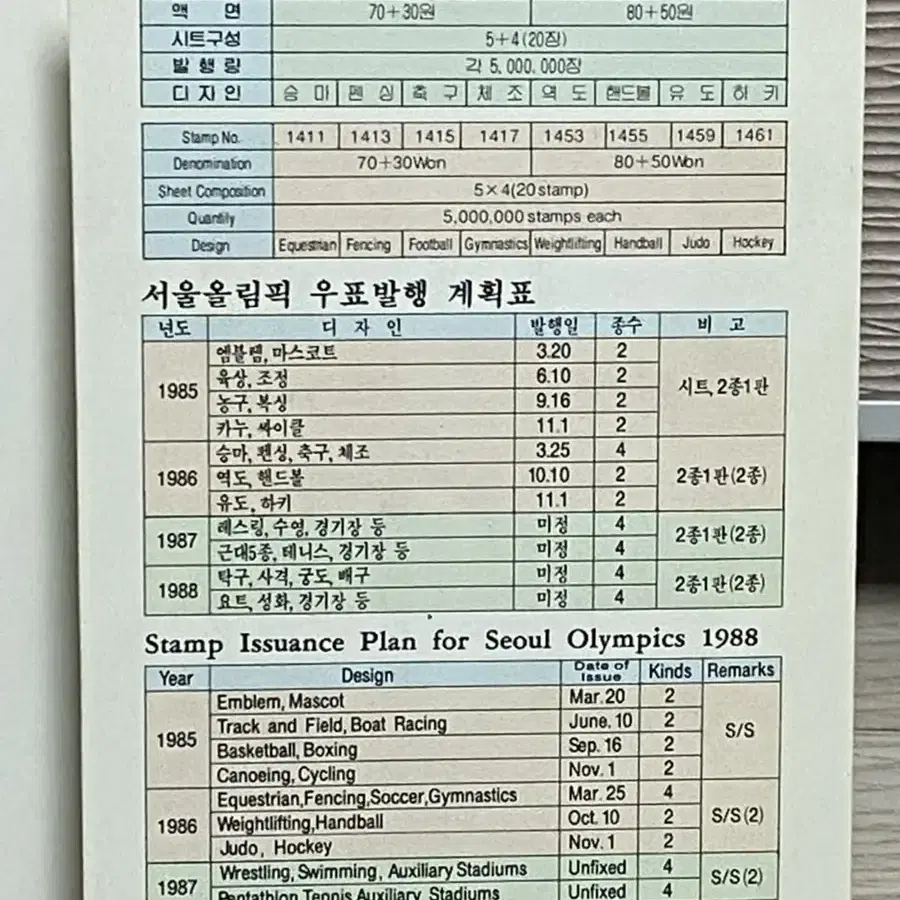 액 면 70+30원 80+50원
시트구성 5+4(20장)
발 행 량 각 5,000,000장
디 자 인 승 마 펜 싱 축 구 체 조 역 도 핸드볼 유 도 하 키
Stamp No. 1411 1413 1415 1417 1453 1455 1459 1461
Denomination 70+30Won 80+50Won
Sheet Composition 5×4(20stamp)
Quantity 5,000,000 stamps each
Design Equestrian Fencing Football Gymnastics Weightlifting Handball Judo Hockey
서울올림픽 우표발행 계획표
년도 디 자 인 발행일 종수 비 고
1985 엠블렘, 마스코트 3.20 2 시트, 2종1판
육상, 조정 6.10 2
농구, 복싱 9.16 2
카누, 싸이클 11.1 2
1986 승마, 펜싱, 축구, 체조 3.25 4 2종1판(2종)
역도, 핸드볼 10.10 2
유도, 하키 11.1 2
1987 레스링, 수영, 경기장 등 미정 4 2종1판(2종)
근대5종, 테니스, 경기장 등 미정 4
1988 탁구, 사격, 궁도, 배구 미정 4 2종1판(2종)
요트, 성화, 경기장 등 미정 4
Stamp Issuance Plan for Seoul Olympics 1988
Year Design Date of Issue Kinds Remarks
1985 Emblem, Mascot Mar. 20 2 S/S
Track and Field, Boat Racing June. 10 2
Basketball, Boxing Sep. 16 2
Canoeing, Cycling Nov. 1 2
1986 Equestrian, Fencing, Soccer, Gymnastics Mar. 25 4 S/S(2)
Weightlifting, Handball Oct. 10 2
Judo, Hockey Nov. 1 2
1987 Wrestling, Swimming, Auxiliary Stadiums Unfixed 4 S/S(2)
Pentathlon Tennis Auxiliary Stadiums Unfixed 4